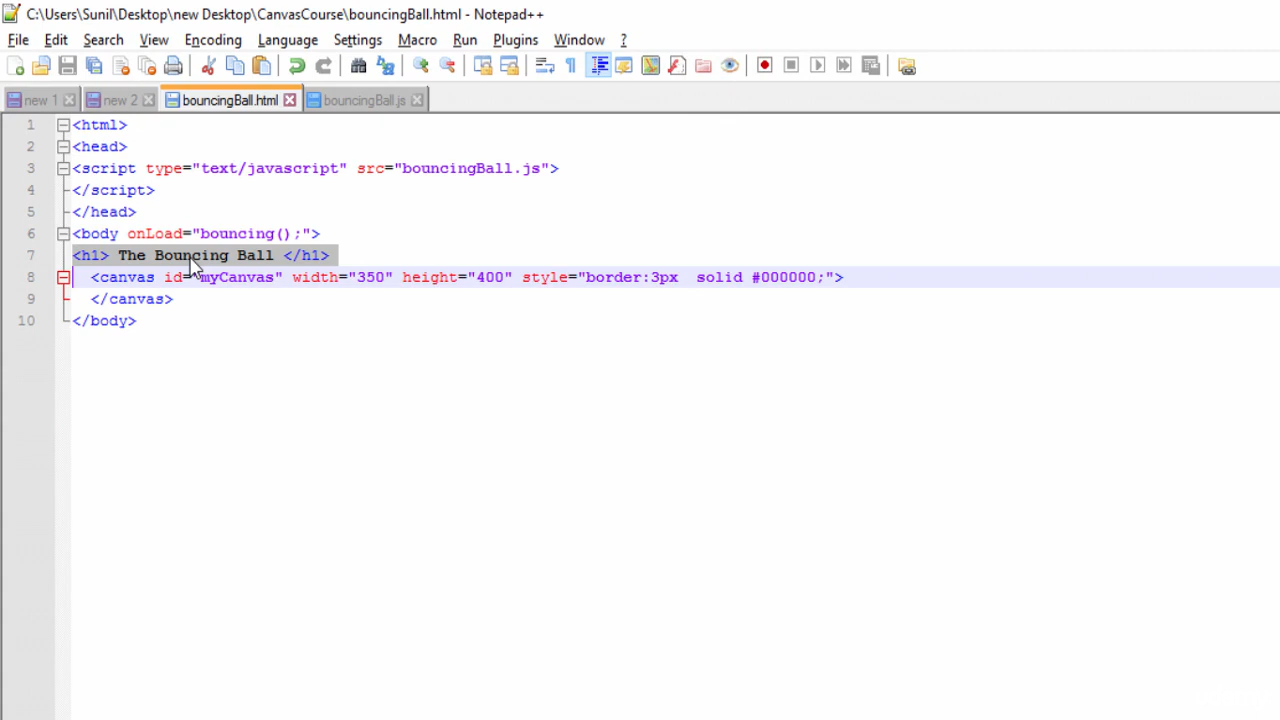 C:\Users\Sunil\Desktop\new Desktop\CanvasCourse\bouncingBall.html - Notepad++
File Edit Search View Encoding Language Settings Macro Run Plugins Window ?
new 1 new 2 bouncingBall.html bouncingBall.js
1 <html>
2 <head>
3 <script type="text/javascript" src="bouncingBall.js">
4 </script>
5 </head>
6 <body onLoad="bouncing();">
7 <h1> The Bouncing Ball </h1>
8 <canvas id="myCanvas" width="350" height="400" style="border:3px  solid #000000;">
9 </canvas>
10 </body>